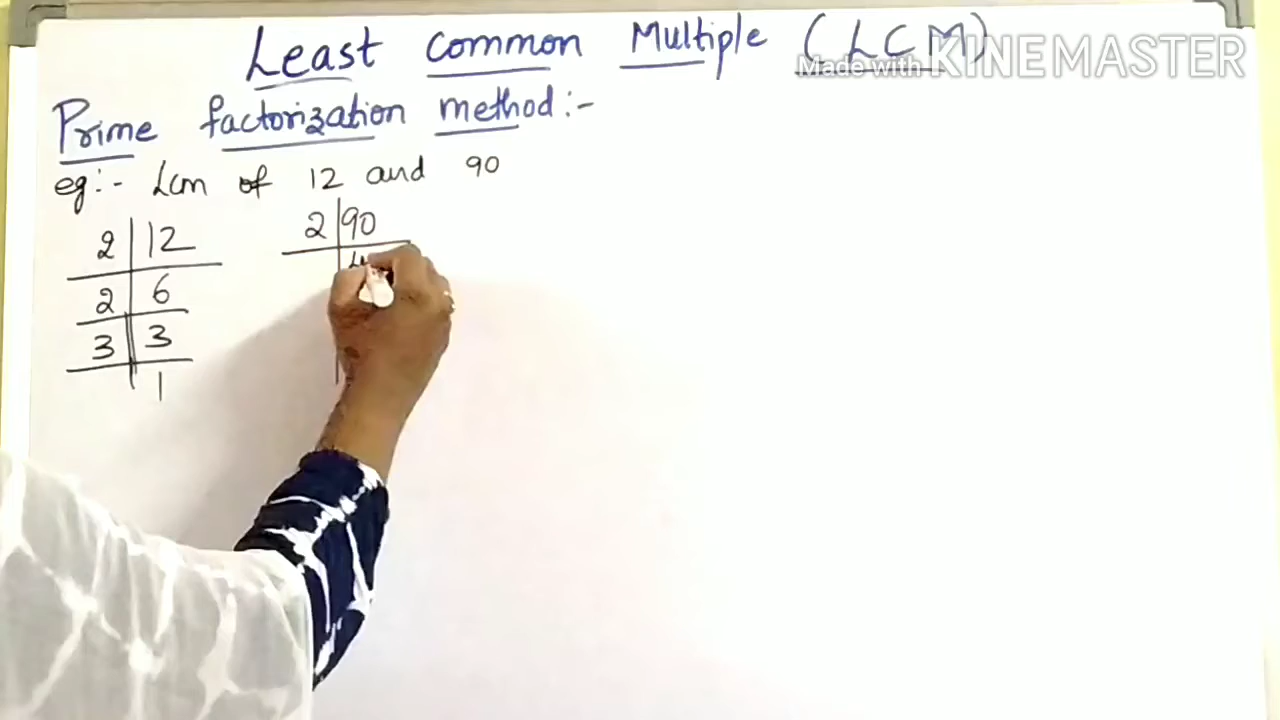 Least common Multiple (LCM)
Made with KINEMASTER
Prime factorization method:-
eg:- Lcm of 12 and 90
2 | 12
2 | 6
3 | 3
1
2 | 90
4